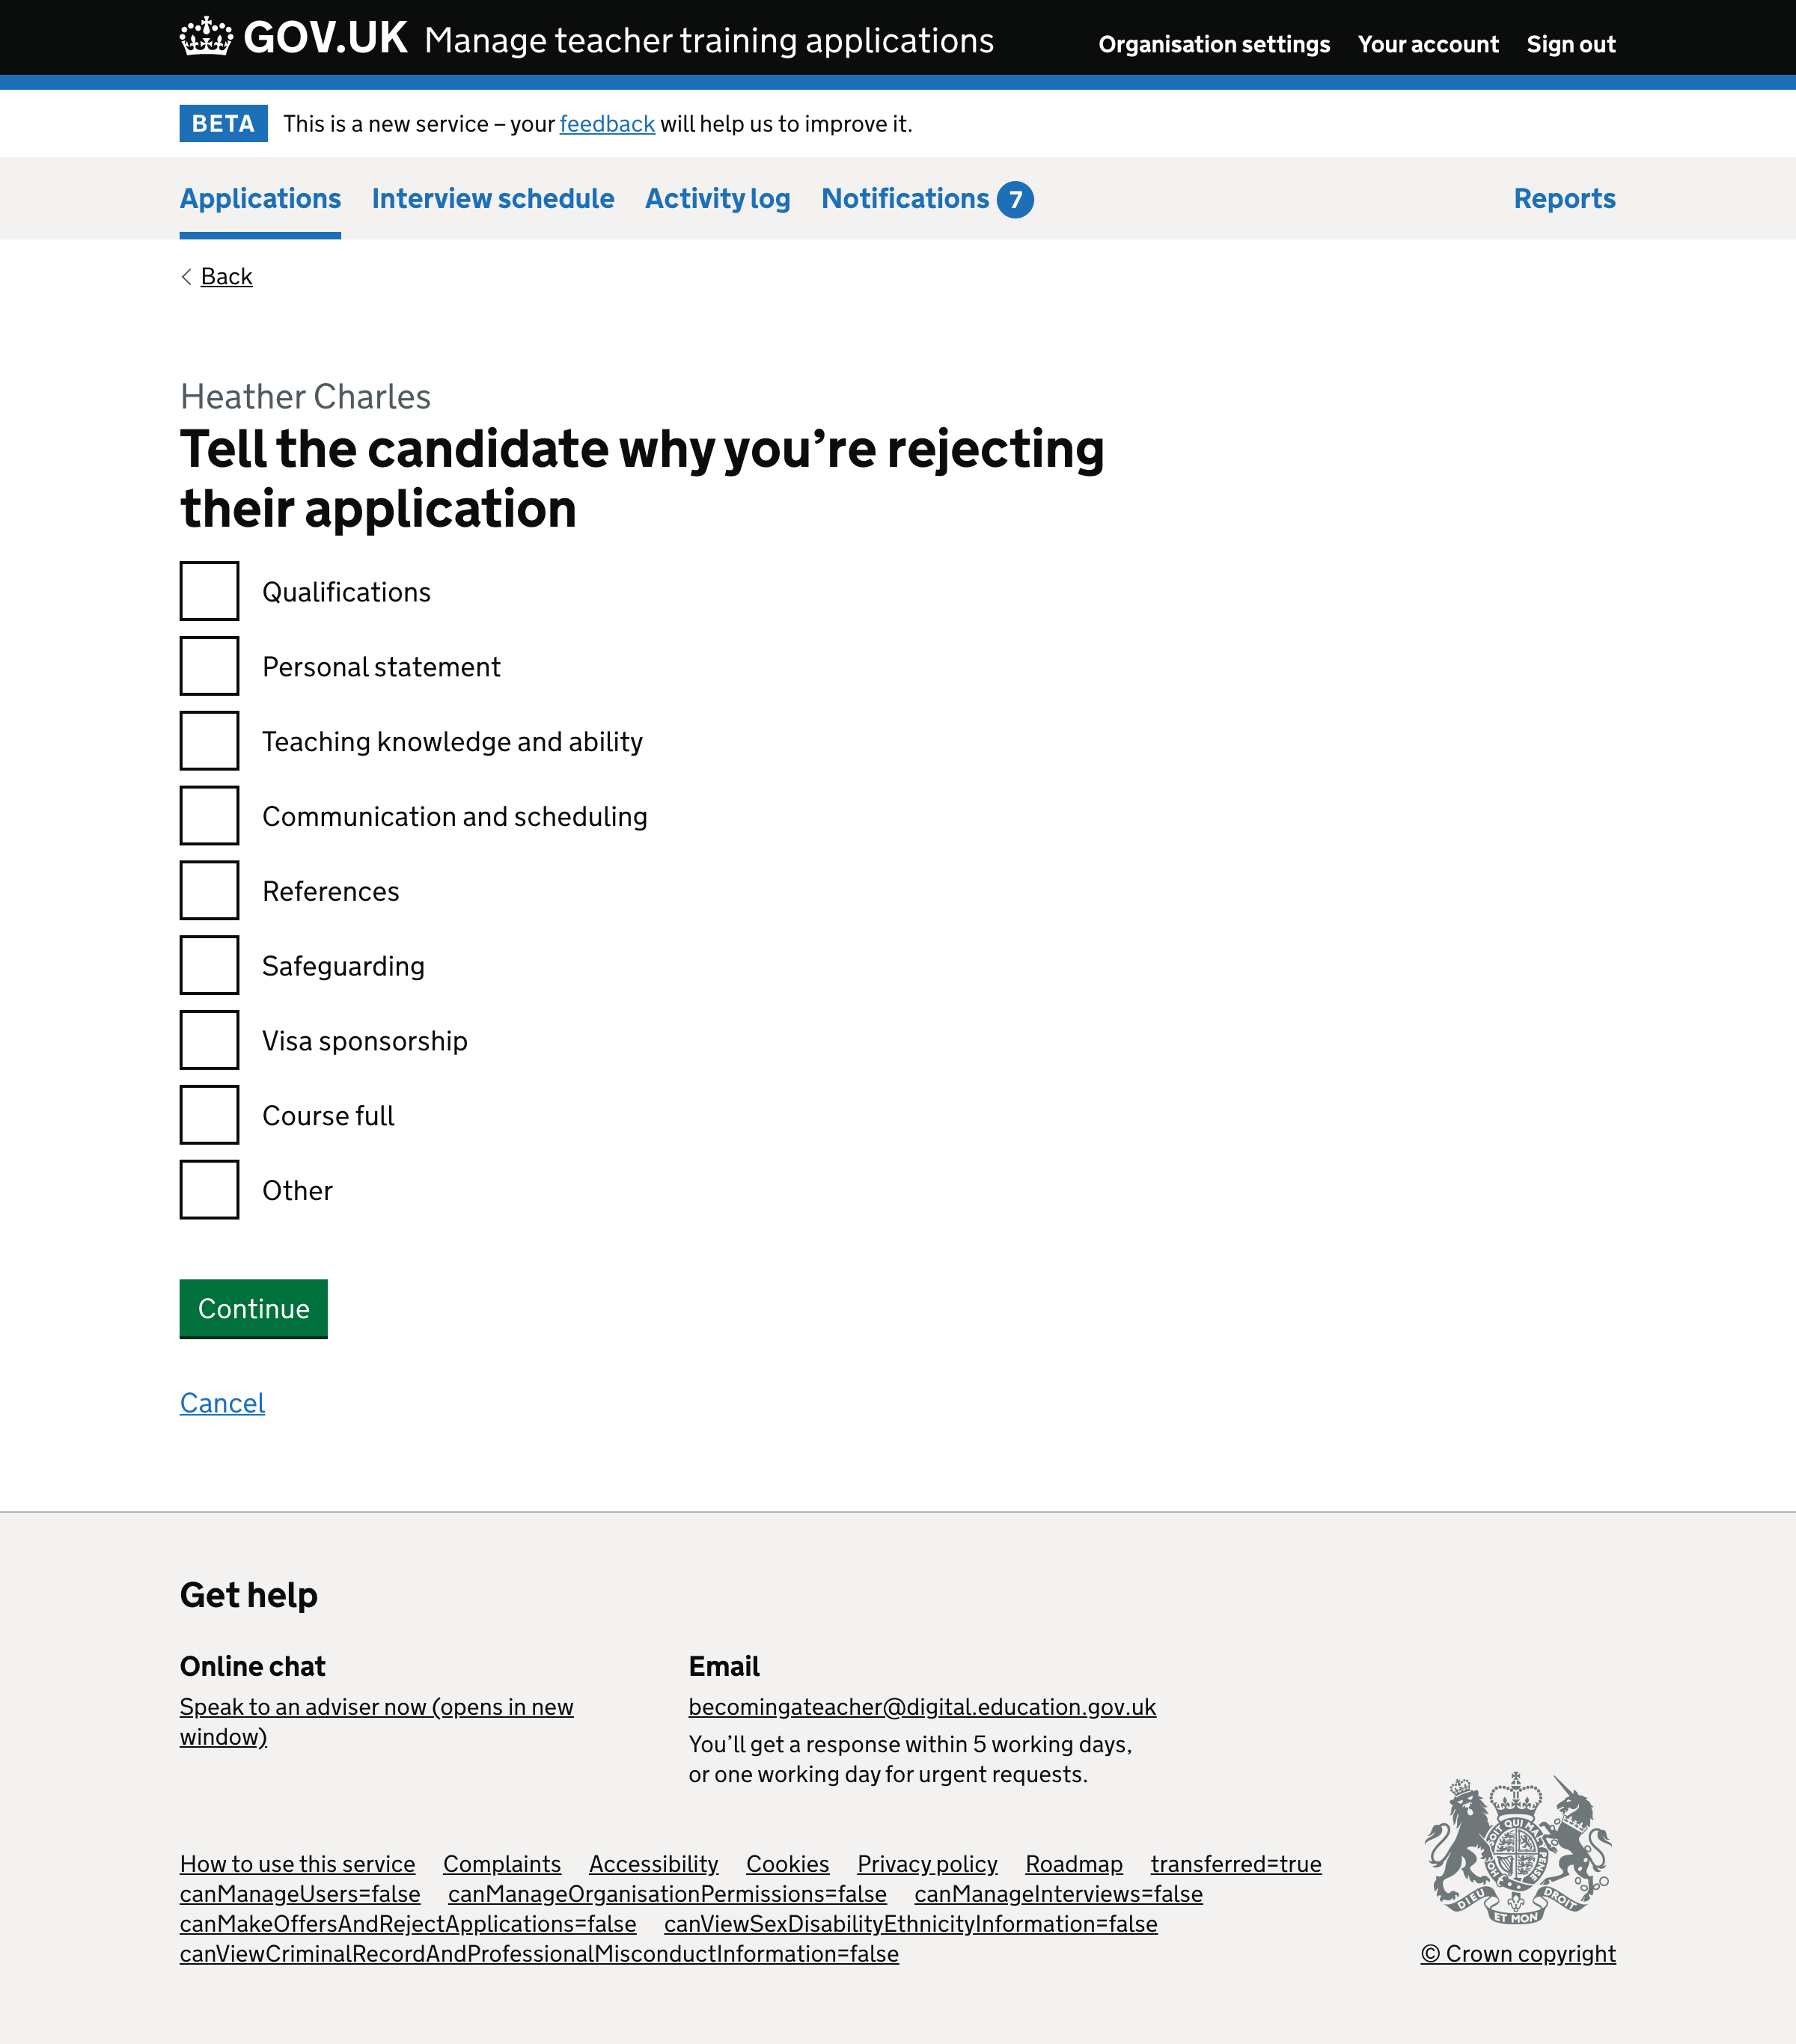 GOV.UK Manage teacher training applications Organisation settings Your account Sign out
BETA This is a new service – your feedback will help us to improve it.
Applications Interview schedule Activity log Notifications 7 Reports
Back
Heather Charles
Tell the candidate why you’re rejecting
their application
Qualifications
Personal statement
Teaching knowledge and ability
Communication and scheduling
References
Safeguarding
Visa sponsorship
Course full
Other
Continue
Cancel
Get help
Online chat
Speak to an adviser now (opens in new
window)
Email
becomingateacher@digital.education.gov.uk
You’ll get a response within 5 working days,
or one working day for urgent requests.
How to use this service Complaints Accessibility Cookies Privacy policy Roadmap transferred=true
canManageUsers=false canManageOrganisationPermissions=false canManageInterviews=false
canMakeOffersAndRejectApplications=false canViewSexDisabilityEthnicityInformation=false
canViewCriminalRecordAndProfessionalMisconductInformation=false
DIEU ET MON DROIT
© Crown copyright